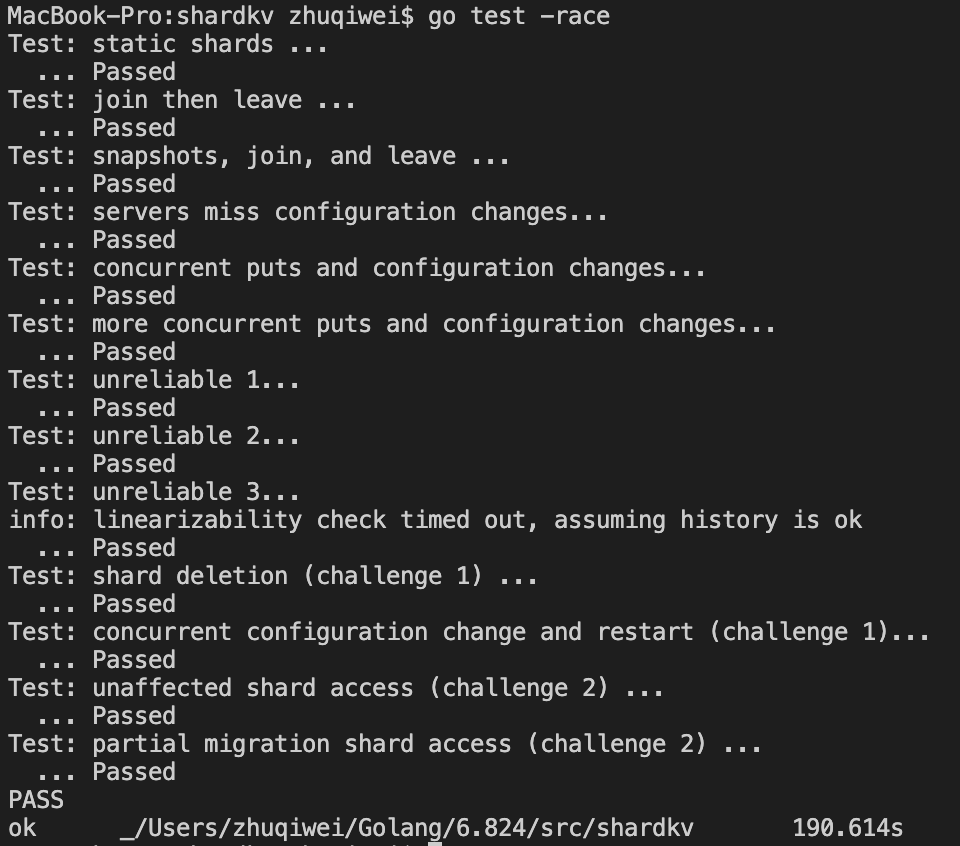 MacBook-Pro:shardkv zhuqiwei$ go test -race
Test: static shards ...
  ... Passed
Test: join then leave ...
  ... Passed
Test: snapshots, join, and leave ...
  ... Passed
Test: servers miss configuration changes...
  ... Passed
Test: concurrent puts and configuration changes...
  ... Passed
Test: more concurrent puts and configuration changes...
  ... Passed
Test: unreliable 1...
  ... Passed
Test: unreliable 2...
  ... Passed
Test: unreliable 3...
info: linearizability check timed out, assuming history is ok
  ... Passed
Test: shard deletion (challenge 1) ...
  ... Passed
Test: concurrent configuration change and restart (challenge 1)...
  ... Passed
Test: unaffected shard access (challenge 2) ...
  ... Passed
Test: partial migration shard access (challenge 2) ...
  ... Passed
PASS
ok      _/Users/zhuqiwei/Golang/6.824/src/shardkv       190.614s